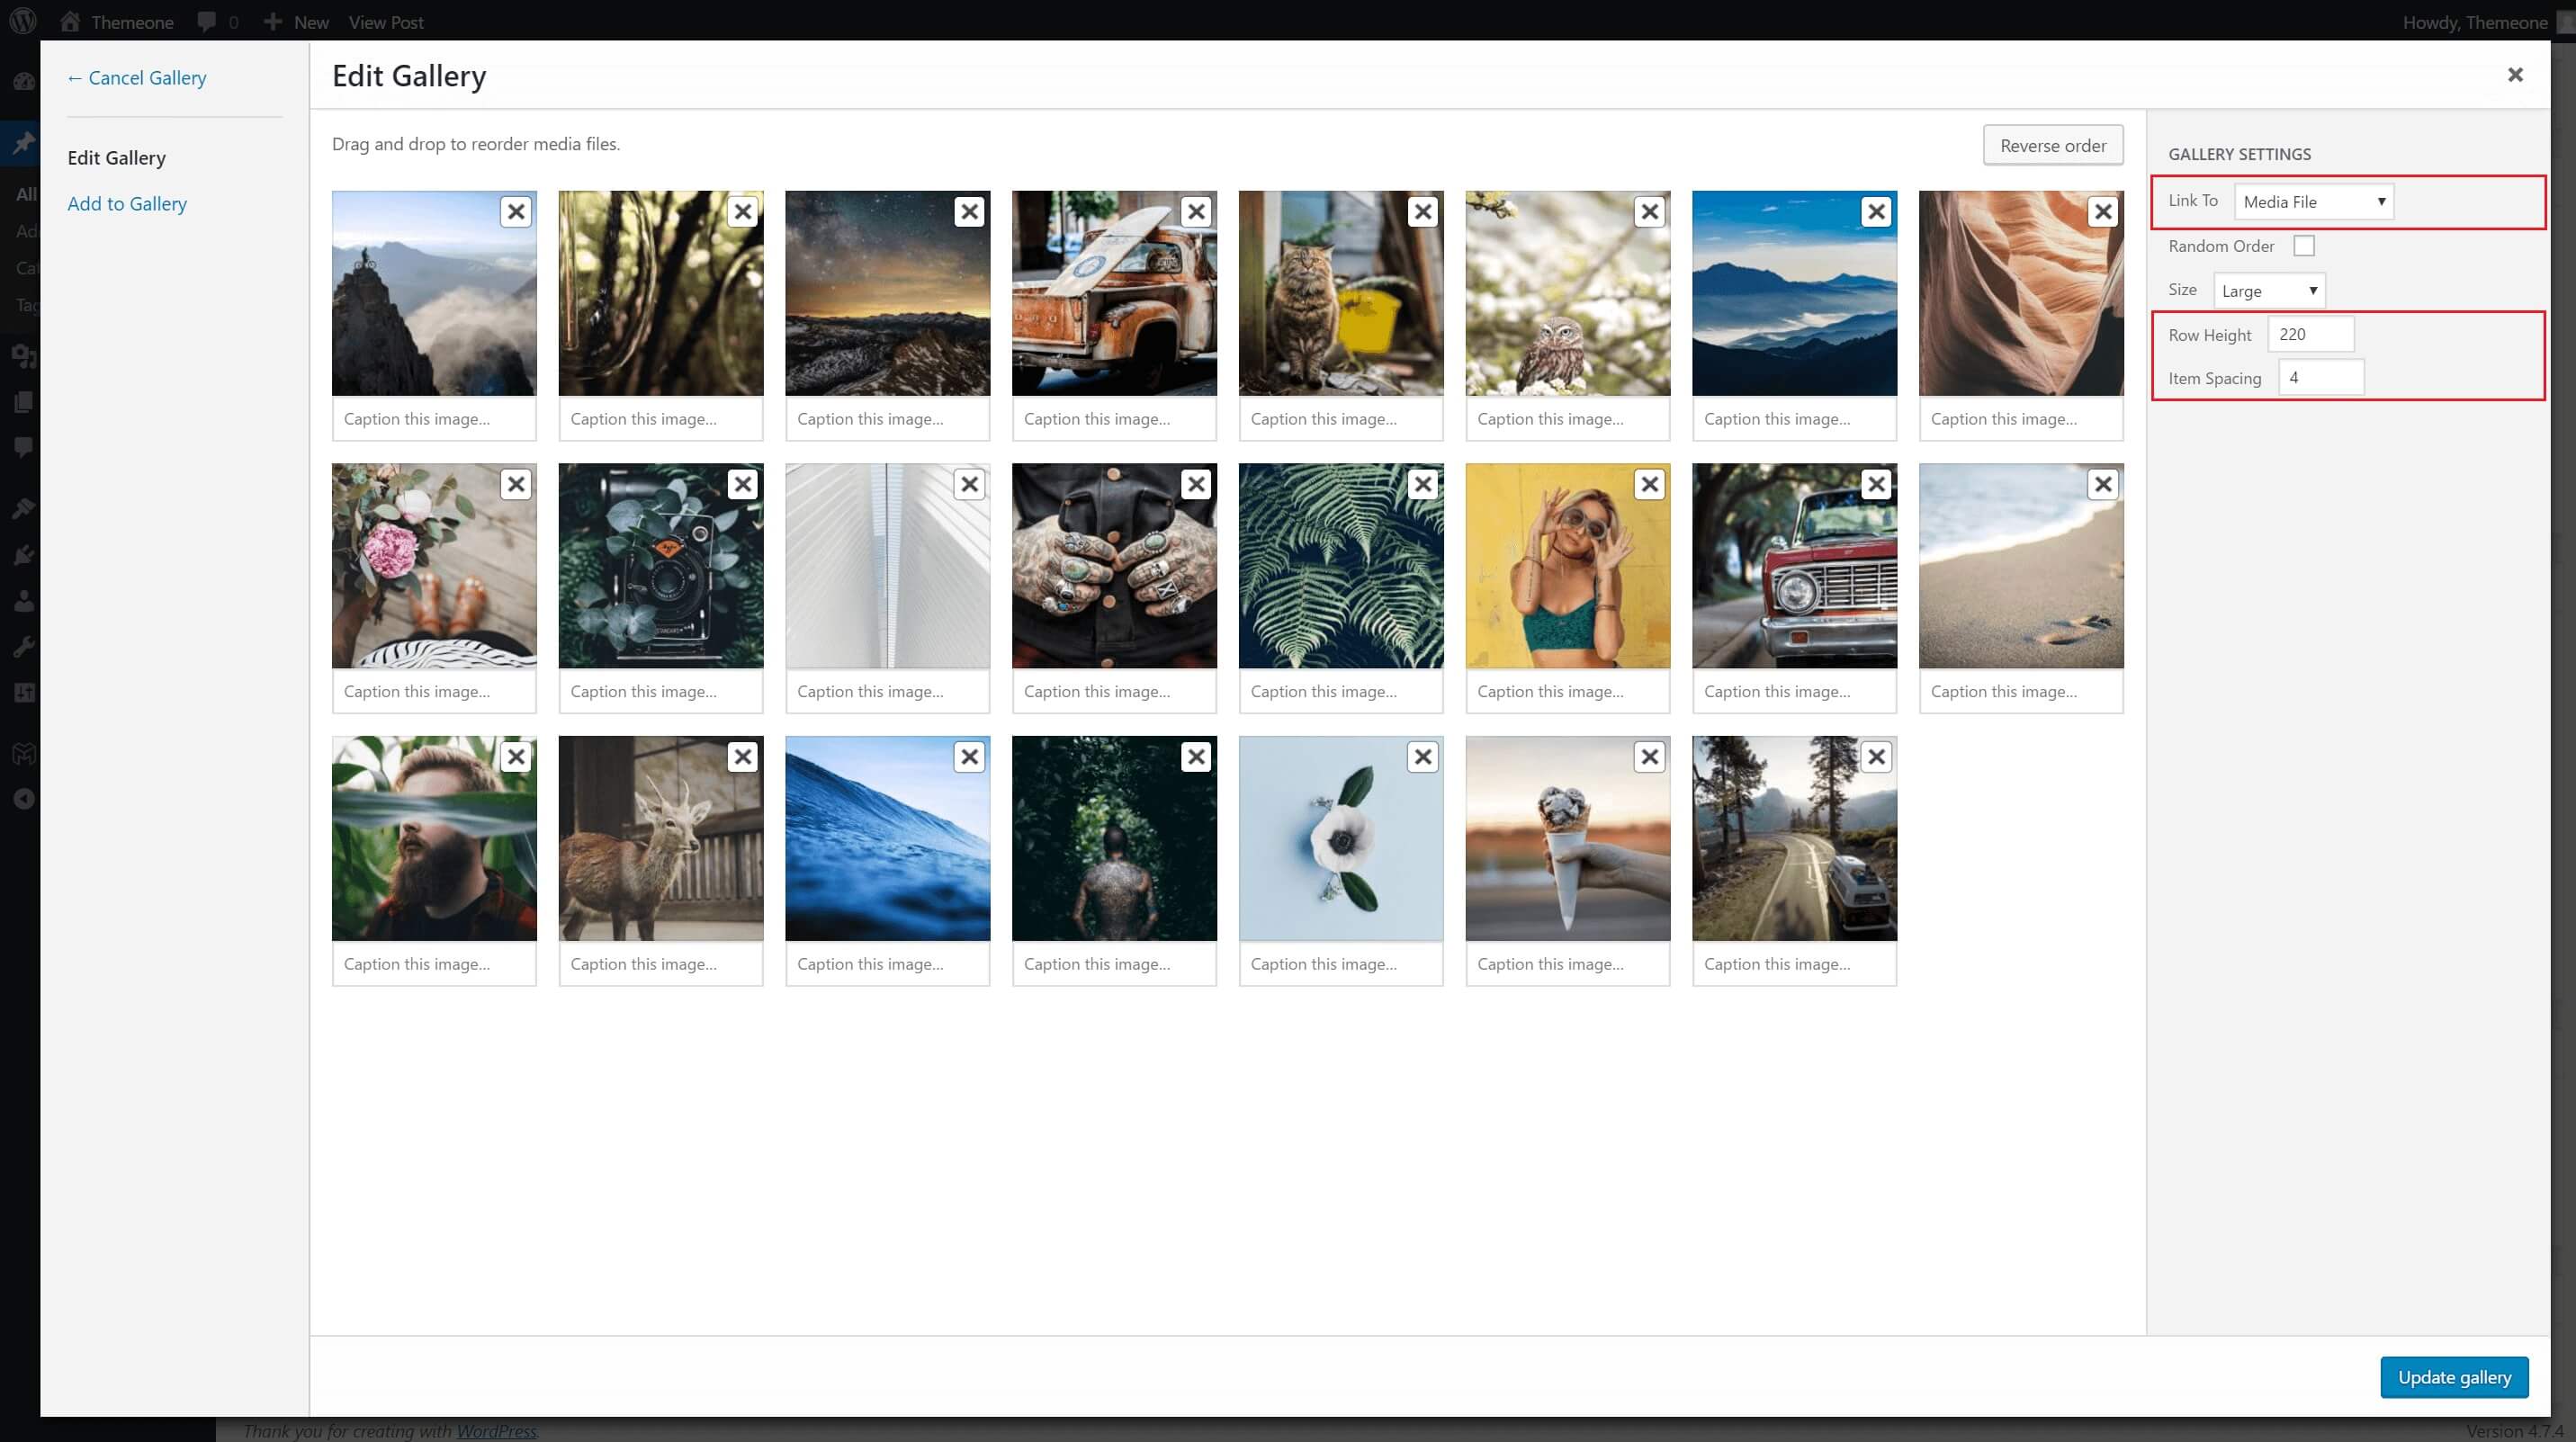 Themeone 0 New View Post Howdy, Themeone
← Cancel Gallery
Edit Gallery
Add to Gallery
All
Edit Gallery
Drag and drop to reorder media files.
Reverse order
Caption this image... Caption this image... Caption this image... Caption this image... Caption this image... Caption this image... Caption this image... Caption this image...
Caption this image... Caption this image... Caption this image... Caption this image... Caption this image... Caption this image... Caption this image... Caption this image...
Caption this image... Caption this image... Caption this image... Caption this image... Caption this image... Caption this image... Caption this image...
GALLERY SETTINGS
Link To Media File
Random Order
Size Large
Row Height 220
Item Spacing 4
Update gallery
Thank you for creating with WordPress.
Version 4.7.4